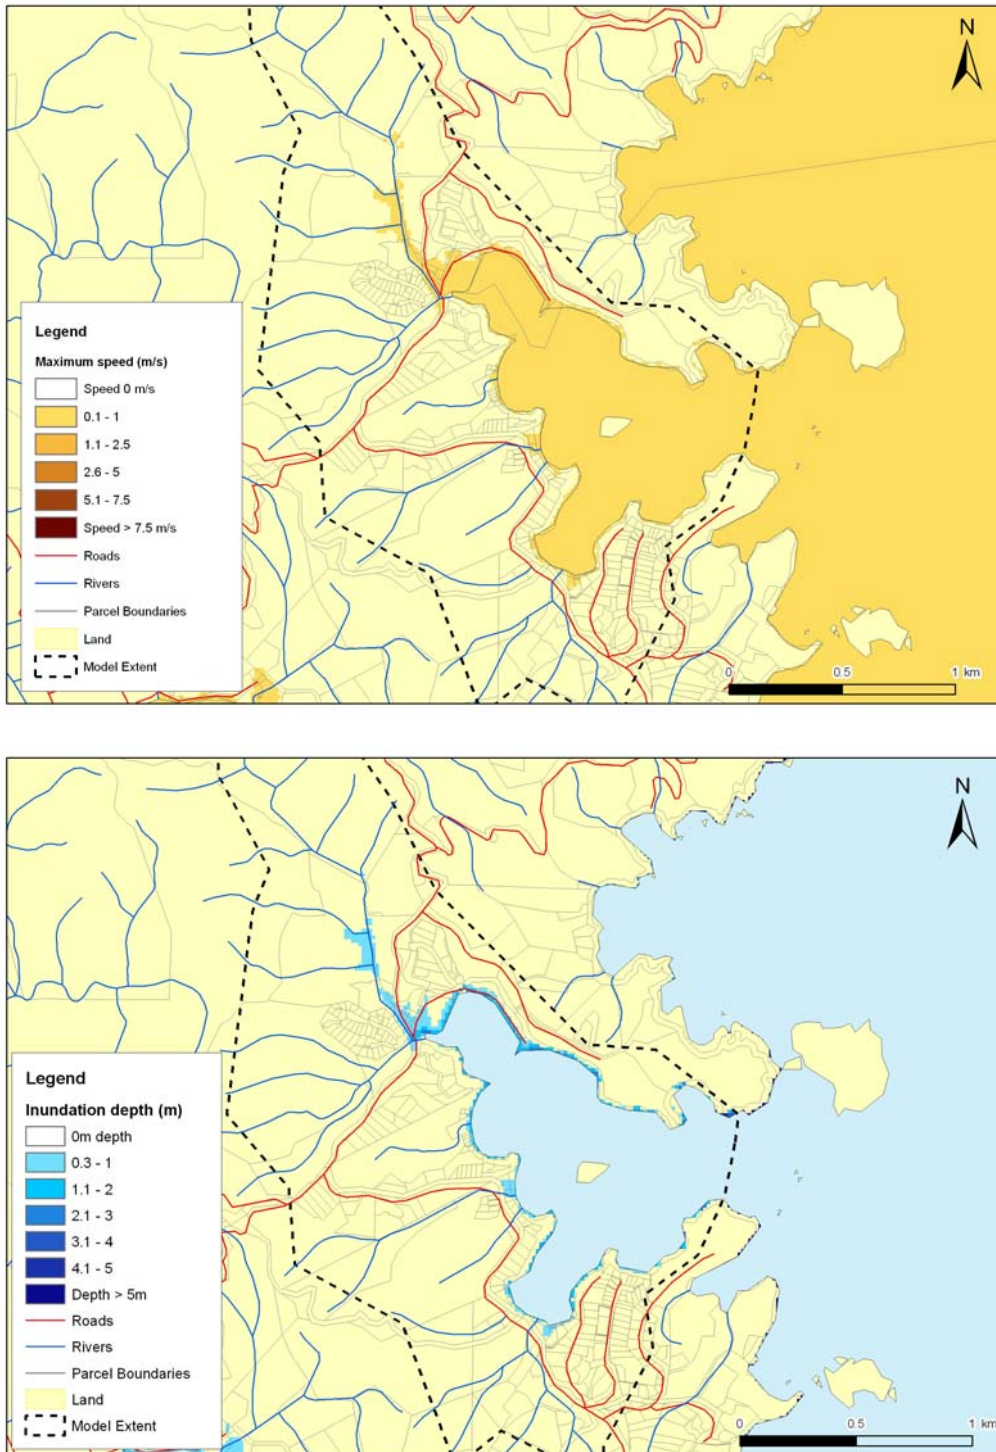 N
Legend
Maximum speed (m/s)
Speed 0 m/s
0.1 - 1
1.1 - 2.5
2.6 - 5
5.1 - 7.5
Speed > 7.5 m/s
Roads
Rivers
Parcel Boundaries
Land
Model Extent
0 0.5 1 km
N
Legend
Inundation depth (m)
0m depth
0.3 - 1
1.1 - 2
2.1 - 3
3.1 - 4
4.1 - 5
Depth > 5m
Roads
Rivers
Parcel Boundaries
Land
Model Extent
0 0.5 1 km